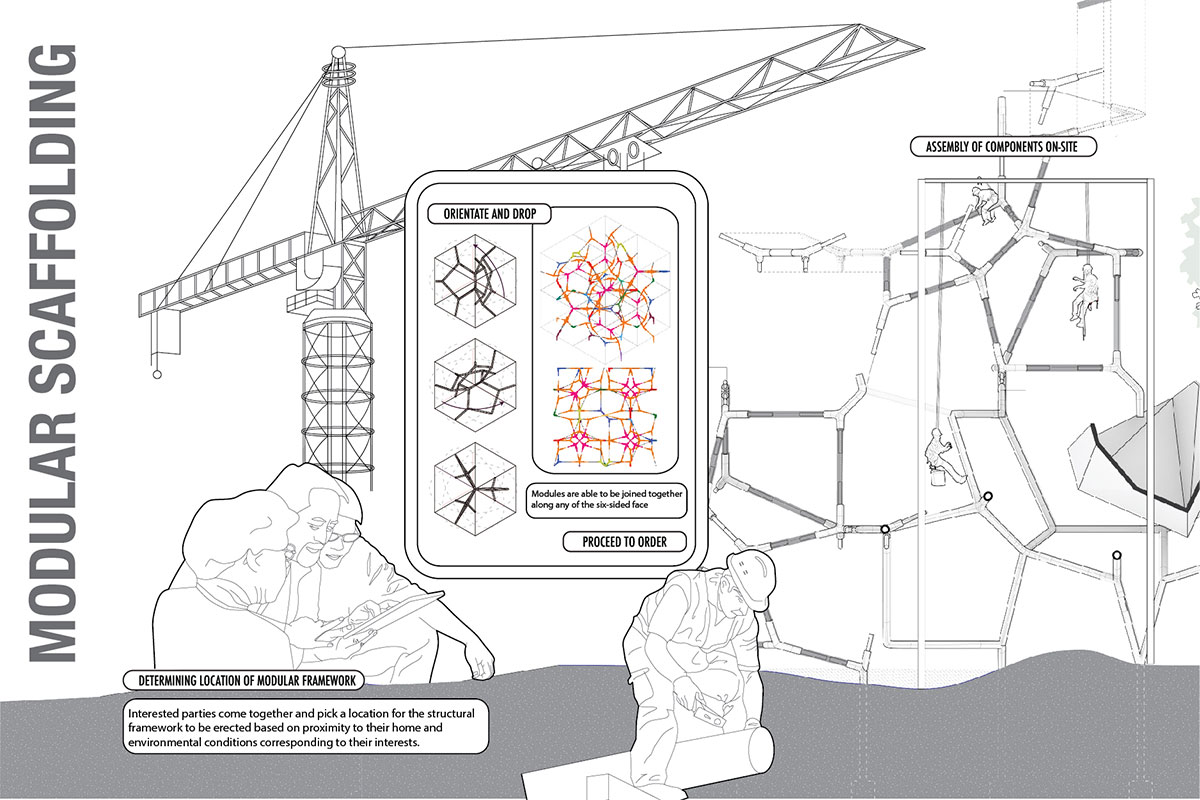 MODULAR SCAFFOLDING
ASSEMBLY OF COMPONENTS ON-SITE
ORIENTATE AND DROP
Modules are able to be joined together
along any of the six-sided face
PROCEED TO ORDER
DETERMINING LOCATION OF MODULAR FRAMEWORK
Interested parties come together and pick a location for the structural
framework to be erected based on proximity to their home and
environmental conditions corresponding to their interests.